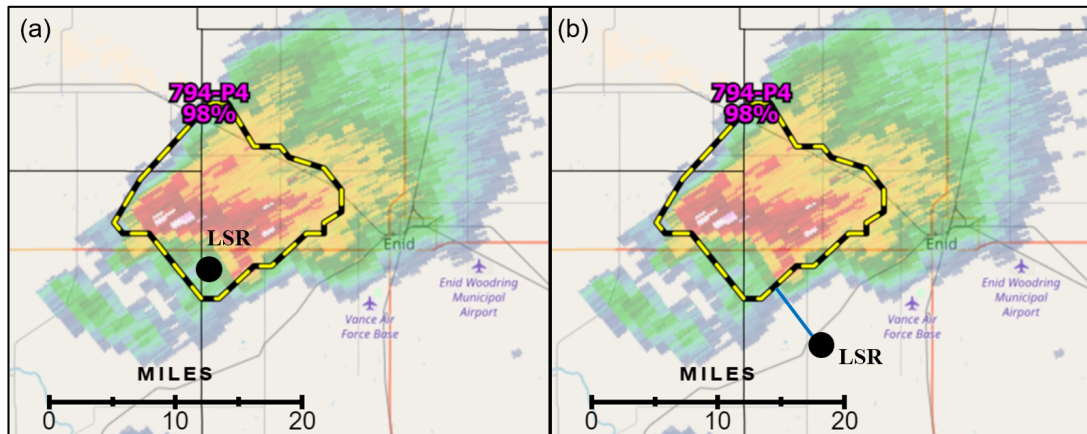 (a)
794-P4
98%
LSR
Enid
Enid Woodring
Municipal
Airport
Vance Air
Force Base
MILES
0 10 20
(b)
794-P4
98%
Enid
Enid Woodring
Municipal
Airport
Vance Air
Force Base
LSR
MILES
0 10 20